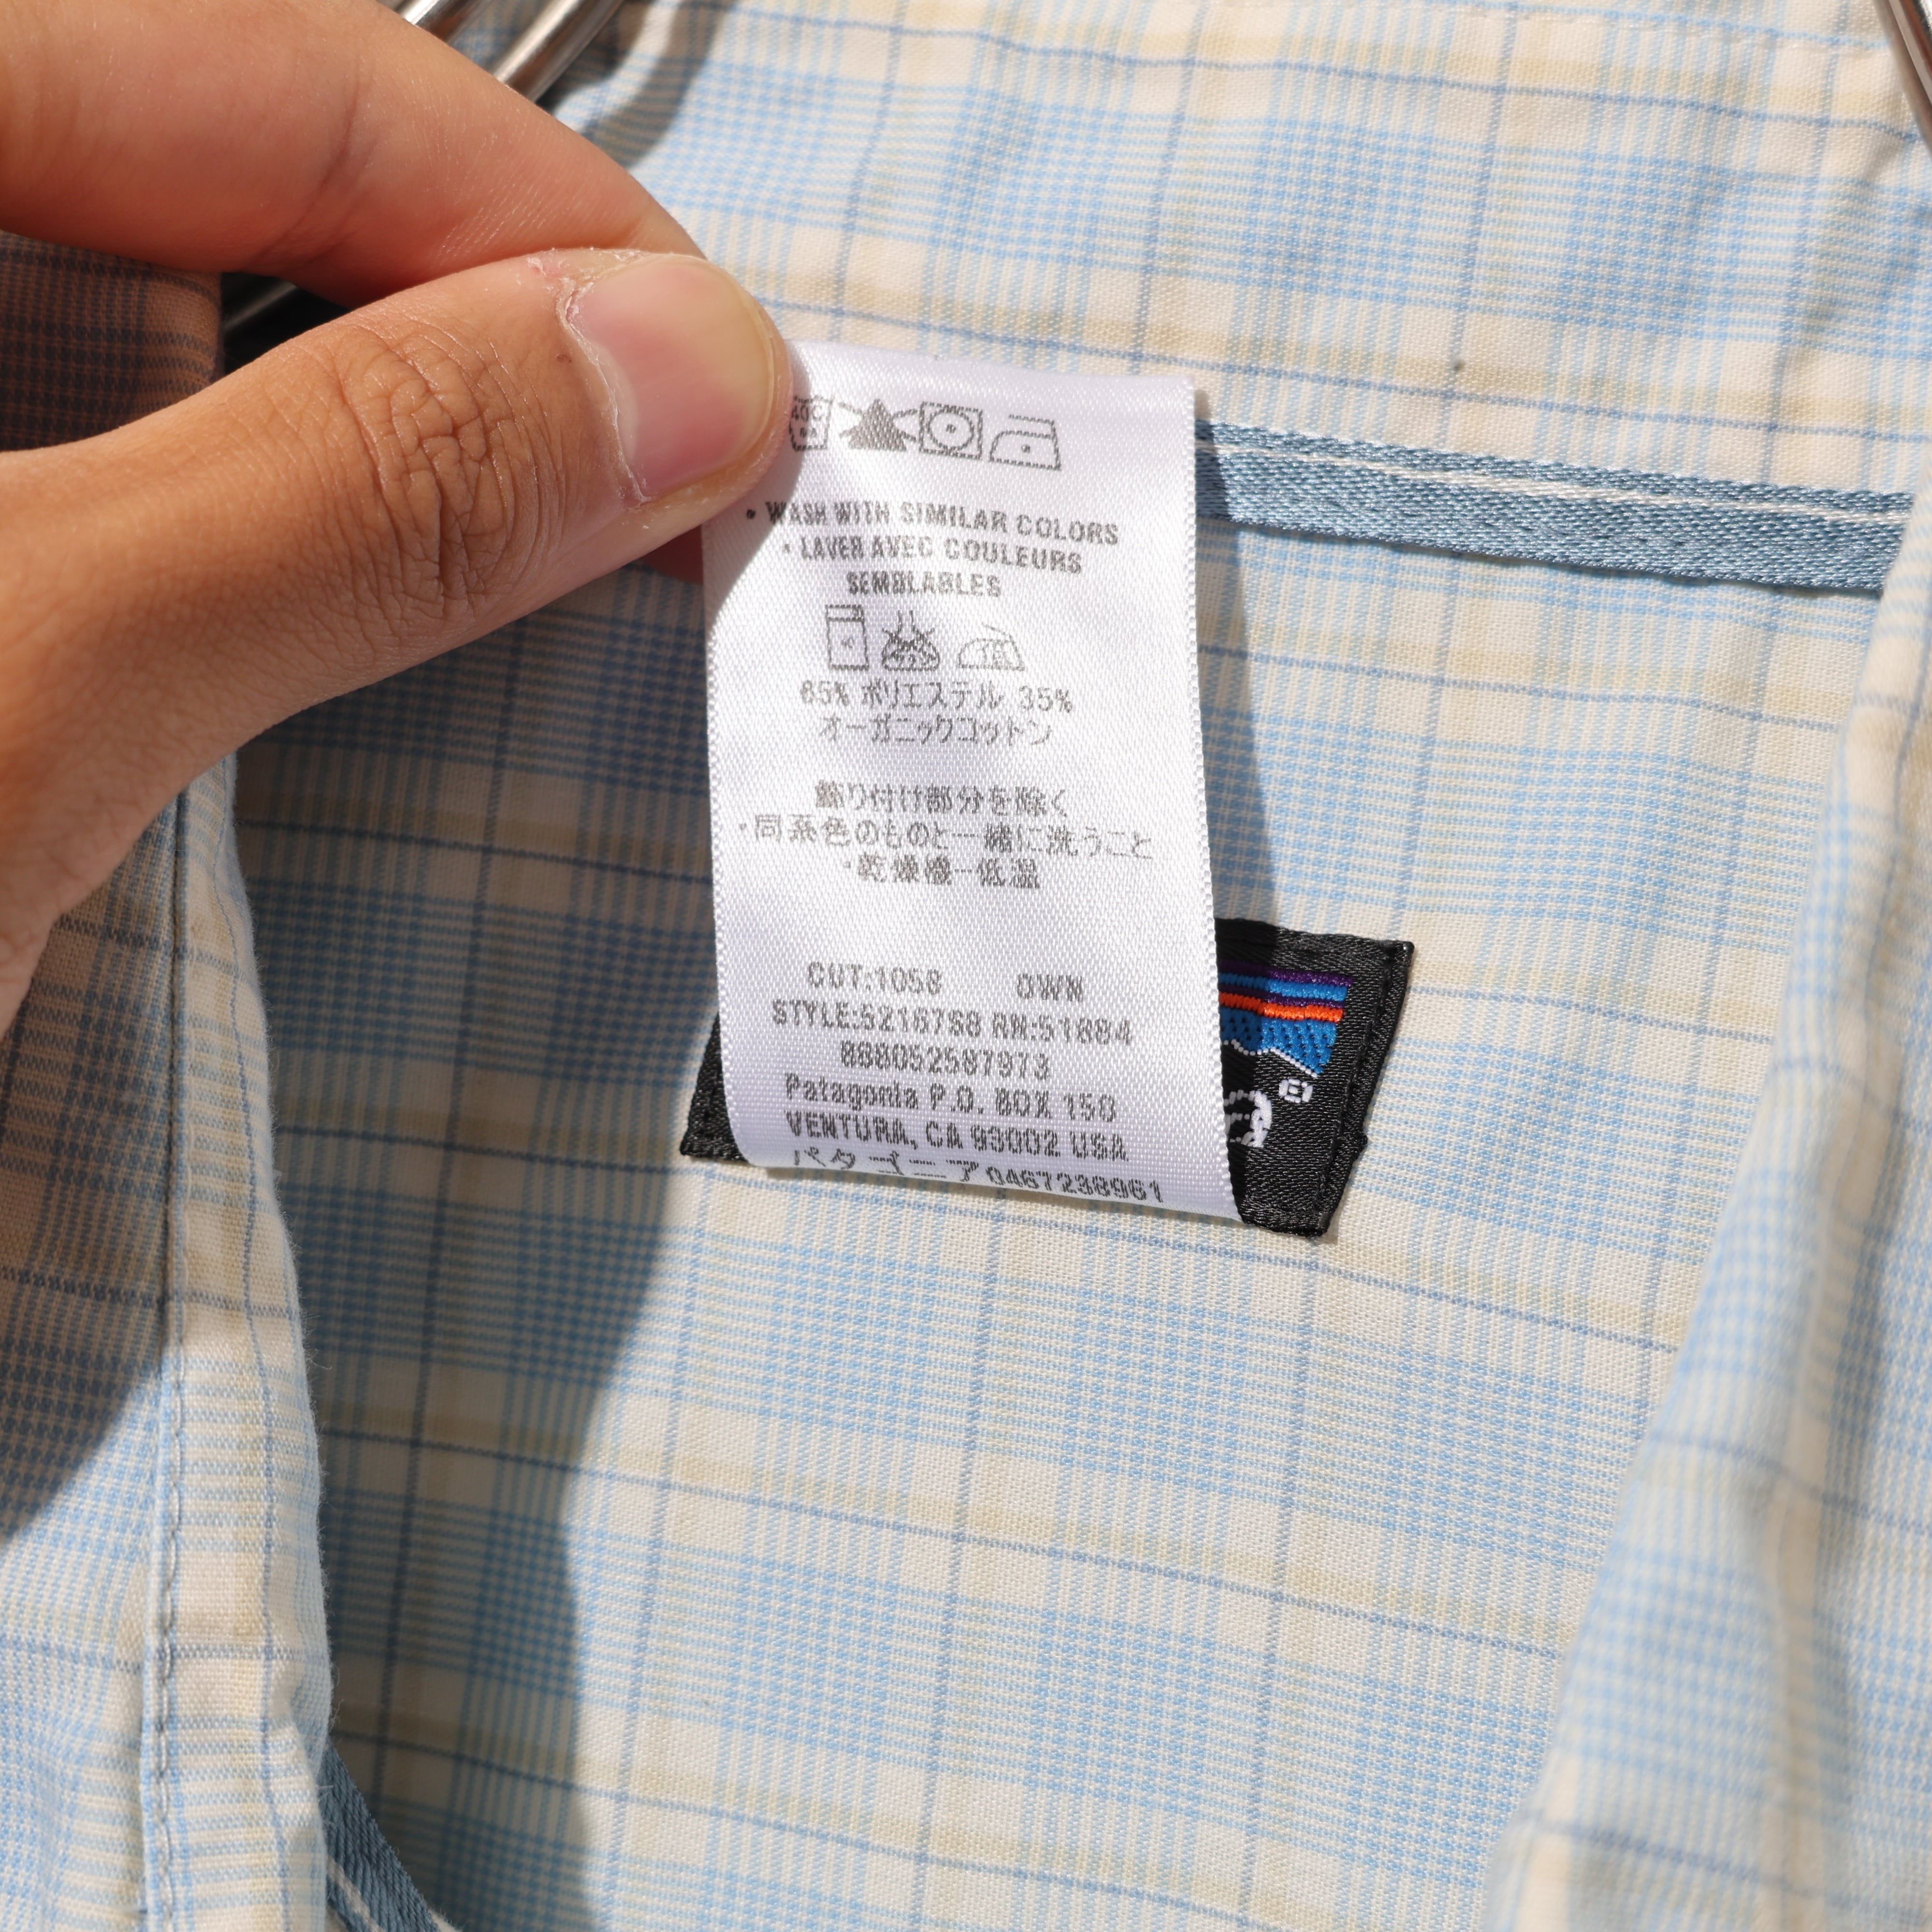 40C
• WASH WITH SIMILAR COLORS
• LAVER AVEC COULEURS
SEMBLABLES
65% ポリエステル 35%
オーガニックコットン
飾り付け部分を除く
・同系色のものと一緒に洗うこと
・乾燥機ー低温
CUT:1058 OWN
STYLE:52167S8 RN:51884
868052587973
Patagonia P.O. BOX 150
VENTURA, CA 93002 USA
パタゴニア0467238961